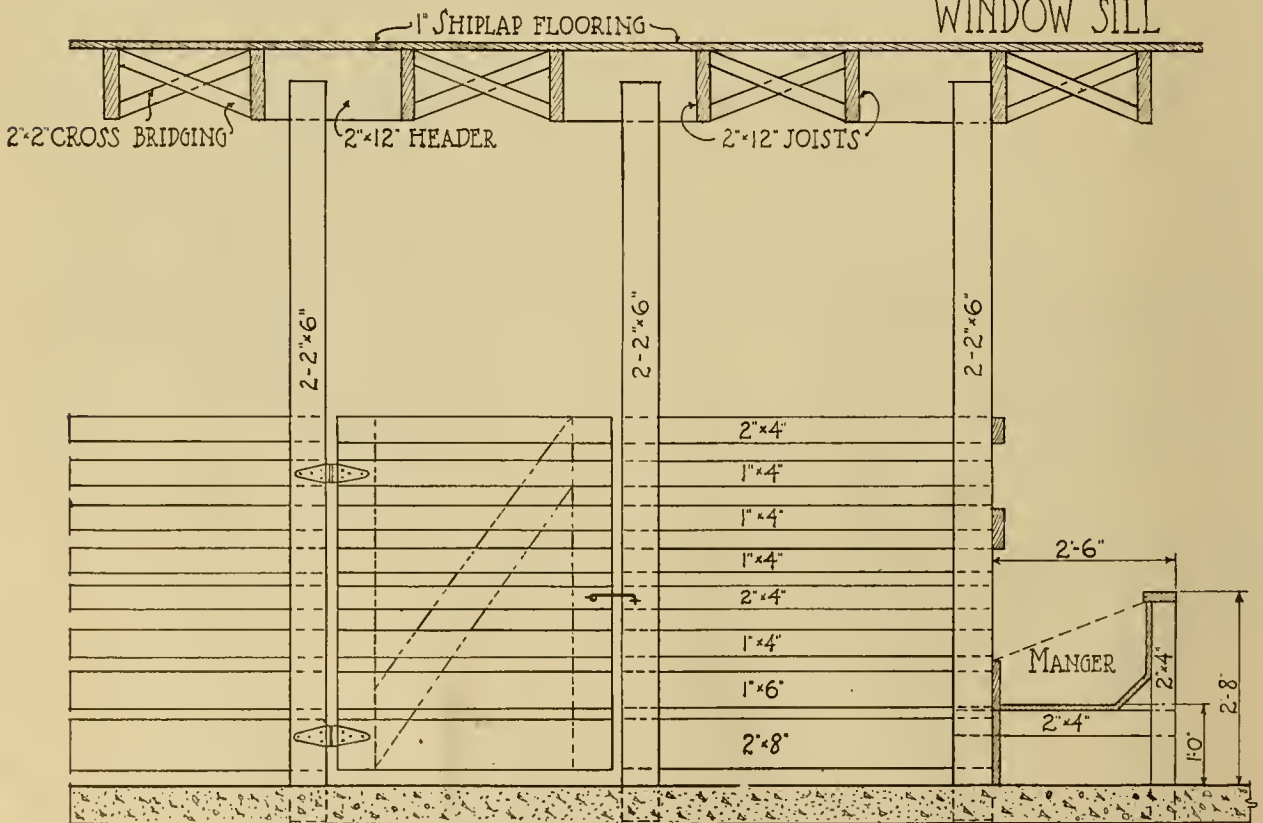 WINDOW SILL
1" SHIPLAP FLOORING
2"×2" CROSS BRIDGING
2"×12" HEADER
2"×12" JOISTS
2-2"×6"
2-2"×6"
2-2"×6"
2"×4"
1"×4"
1"×4"
1"×4"
2"×4"
1"×4"
1"×6"
2"×8"
2'-6"
MANGER
2"×4"
2"×4"
1'-0"
2'-8"